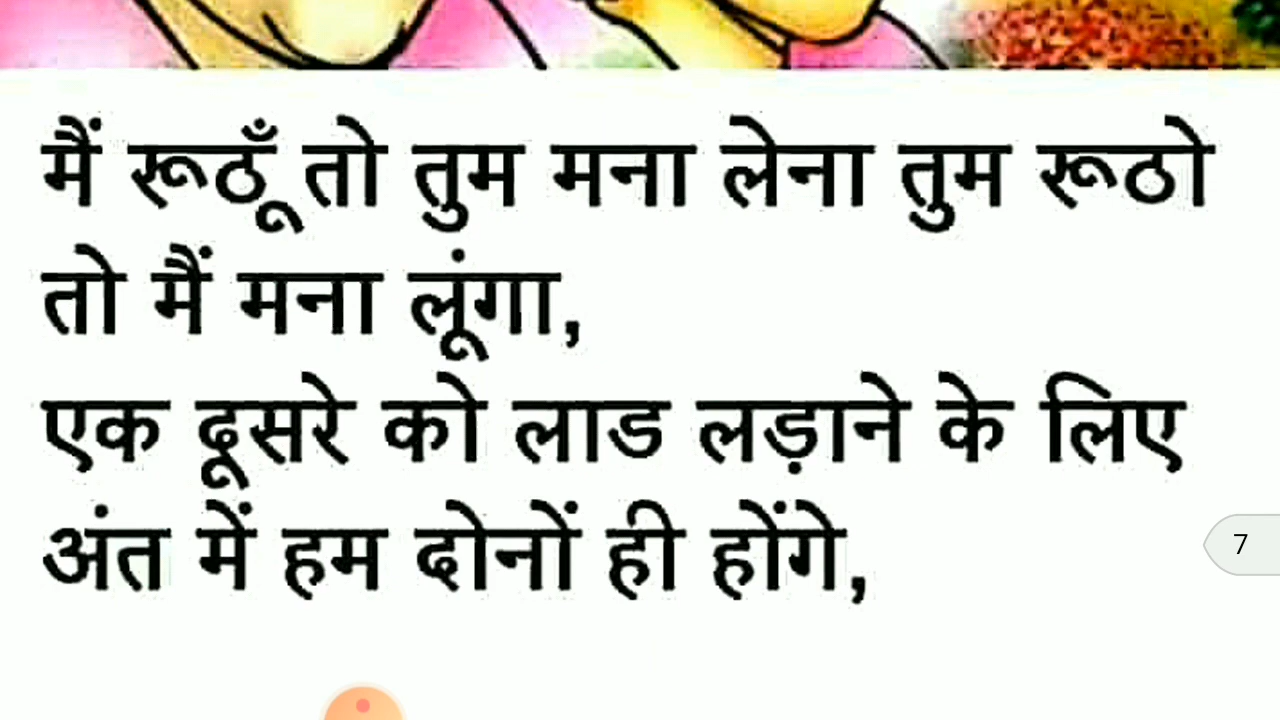 मैं रूठूँ तो तुम मना लेना तुम रूठो
तो मैं मना लूंगा,
एक दूसरे को लाड लड़ाने के लिए
अंत में हम दोनों ही होंगे,
7